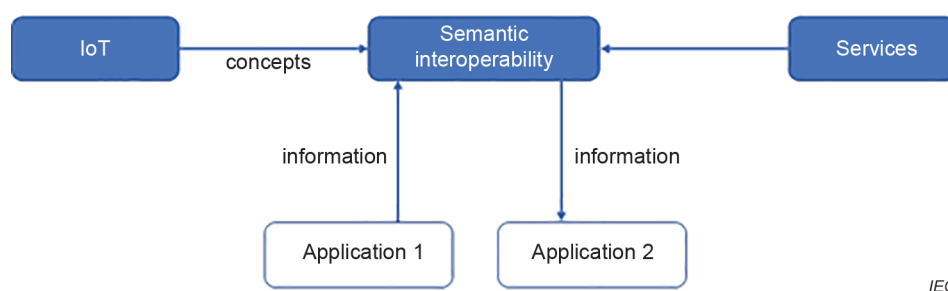 IoT
Semantic
interoperability
Services
concepts
information
information
Application 1
Application 2